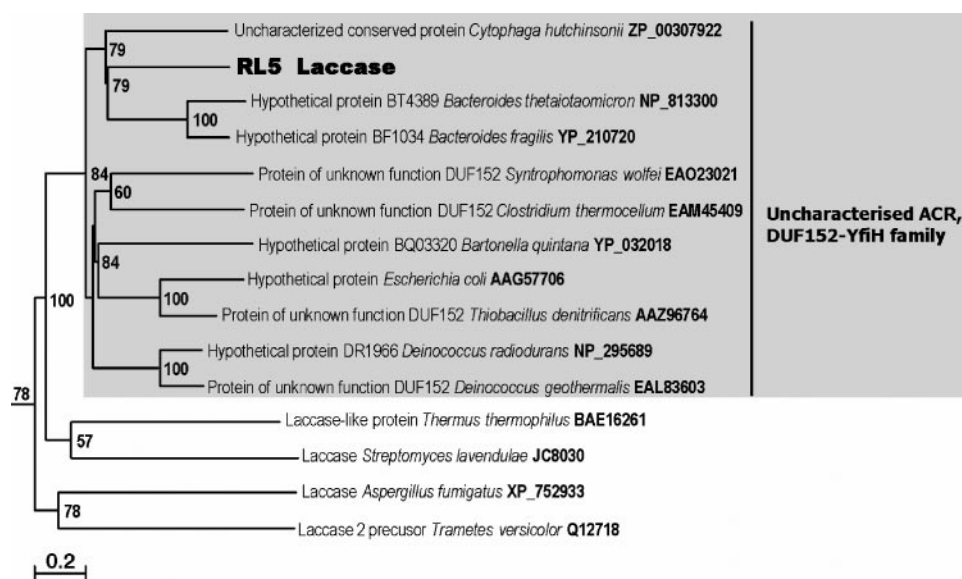 Uncharacterized conserved protein Cytophaga hutchinsonii ZP_00307922
79
RL5 Laccase
79
Hypothetical protein BT4389 Bacteroides thetaiotaomicron NP_813300
100
Hypothetical protein BF1034 Bacteroides fragilis YP_210720
84
Protein of unknown function DUF152 Syntrophomonas wolfei EAO23021
60
Protein of unknown function DUF152 Clostridium thermocellum EAM45409
Uncharacterised ACR,
DUF152-YfiH family
Hypothetical protein BQ03320 Bartonella quintana YP_032018
84
Hypothetical protein Escherichia coli AAG57706
100
100
Protein of unknown function DUF152 Thiobacillus denitrificans AAZ96764
Hypothetical protein DR1966 Deinococcus radiodurans NP_295689
100
Protein of unknown function DUF152 Deinococcus geothermalis EAL83603
78
Laccase-like protein Thermus thermophilus BAE16261
57
Laccase Streptomyces lavendulae JC8030
Laccase Aspergillus fumigatus XP_752933
78
Laccase 2 precusor Trametes versicolor Q12718
0.2